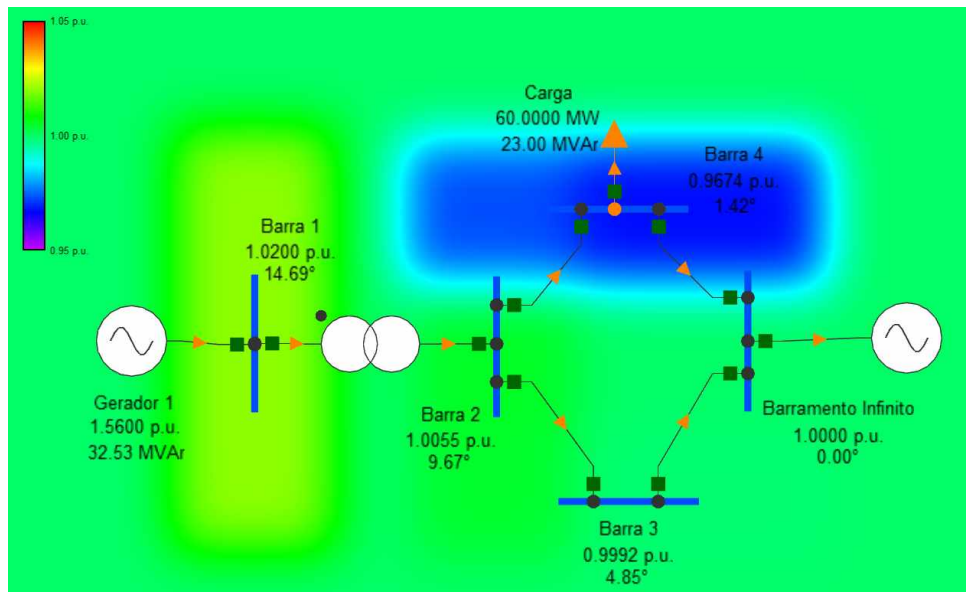 1.05 p.u.
1.00 p.u.
0.95 p.u.
Carga
60.0000 MW
23.00 MVAr
Barra 4
0.9674 p.u.
1.42°
Barra 1
1.0200 p.u.
14.69°
Gerador 1
1.5600 p.u.
32.53 MVAr
Barra 2
1.0055 p.u.
9.67°
Barramento Infinito
1.0000 p.u.
0.00°
Barra 3
0.9992 p.u.
4.85°